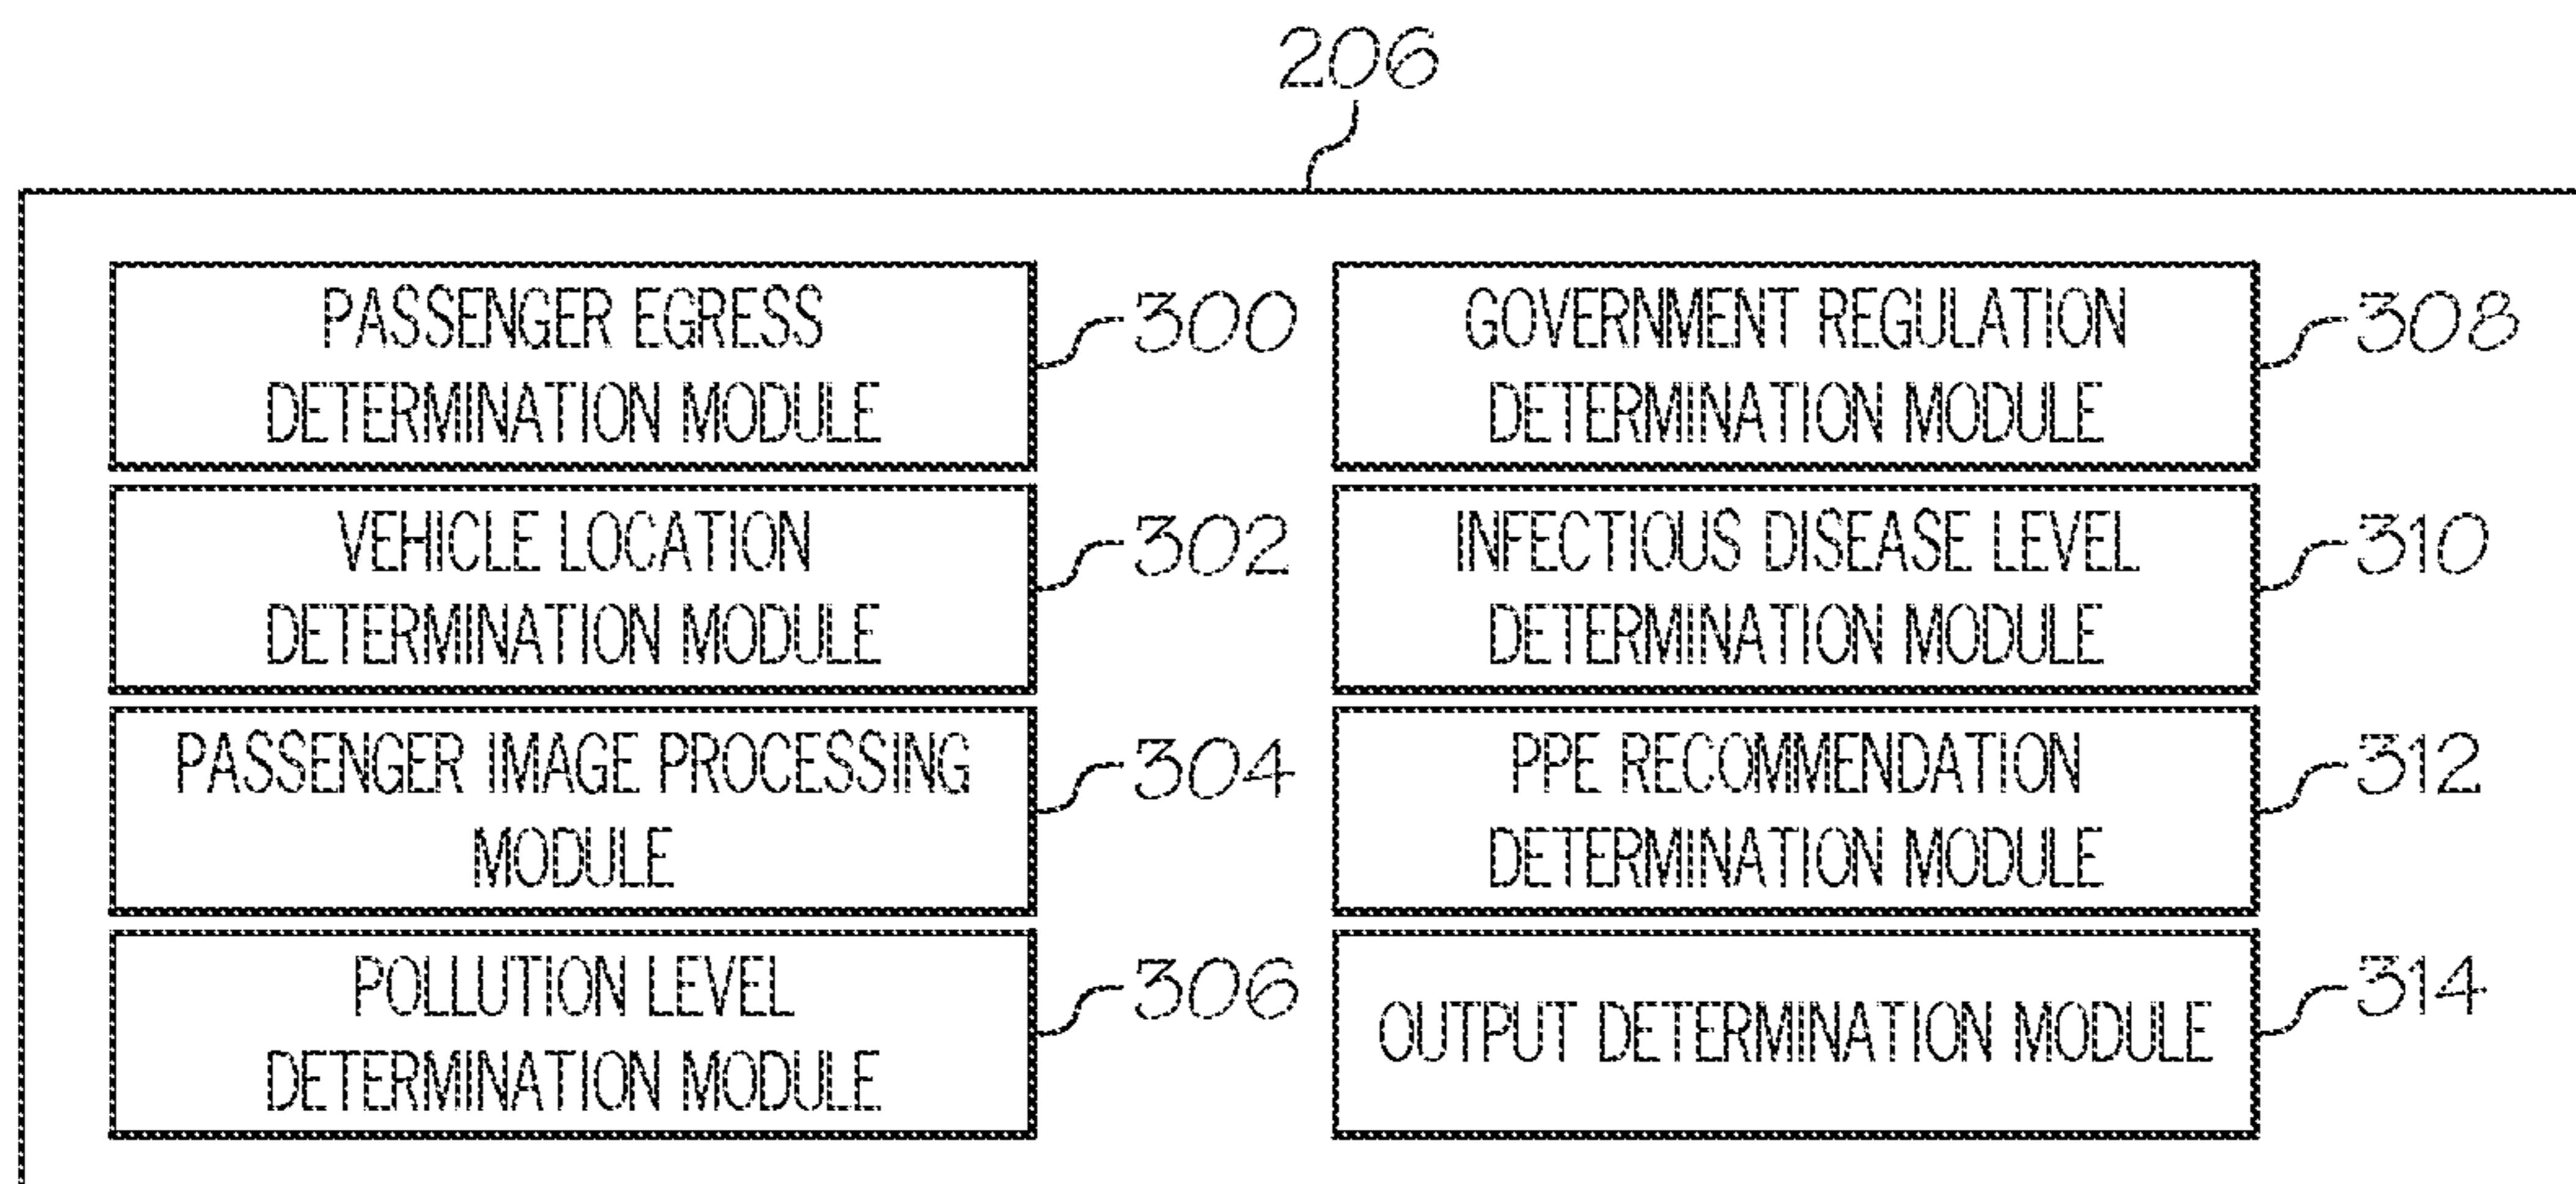 206
PASSENGER EGRESS
DETERMINATION MODULE
300
VEHICLE LOCATION
DETERMINATION MODULE
302
PASSENGER IMAGE PROCESSING
MODULE
304
POLLUTION LEVEL
DETERMINATION MODULE
306
GOVERNMENT REGULATION
DETERMINATION MODULE
308
INFECTIOUS DISEASE LEVEL
DETERMINATION MODULE
310
PPE RECOMMENDATION
DETERMINATION MODULE
312
OUTPUT DETERMINATION MODULE
314